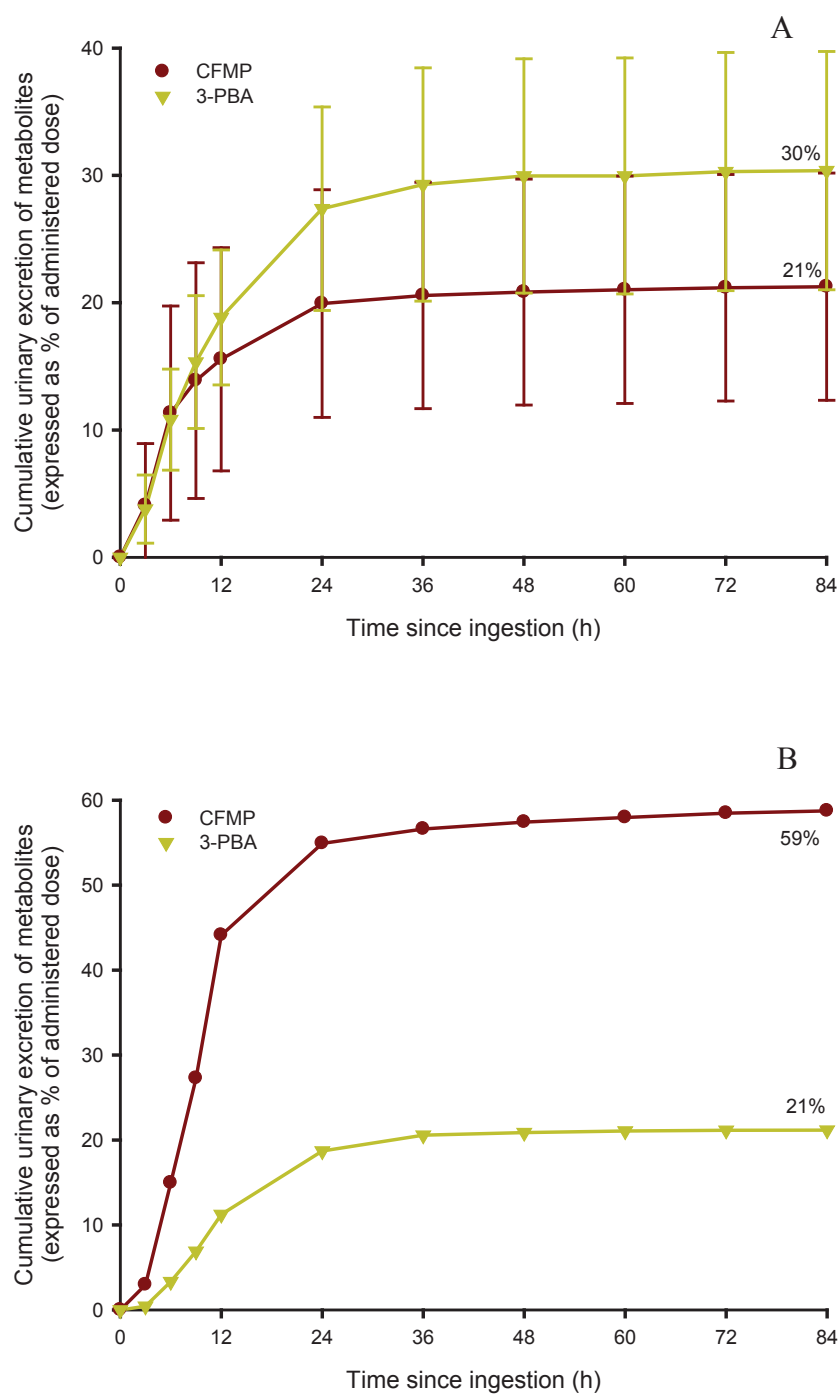 A
CFMP
3-PBA
Cumulative urinary excretion of metabolites
(expressed as % of administered dose)
40
30
20
10
0
30%
21%
0 12 24 36 48 60 72 84
Time since ingestion (h)
B
CFMP
3-PBA
Cumulative urinary excretion of metabolites
(expressed as % of administered dose)
60
50
40
30
20
10
0
59%
21%
0 12 24 36 48 60 72 84
Time since ingestion (h)